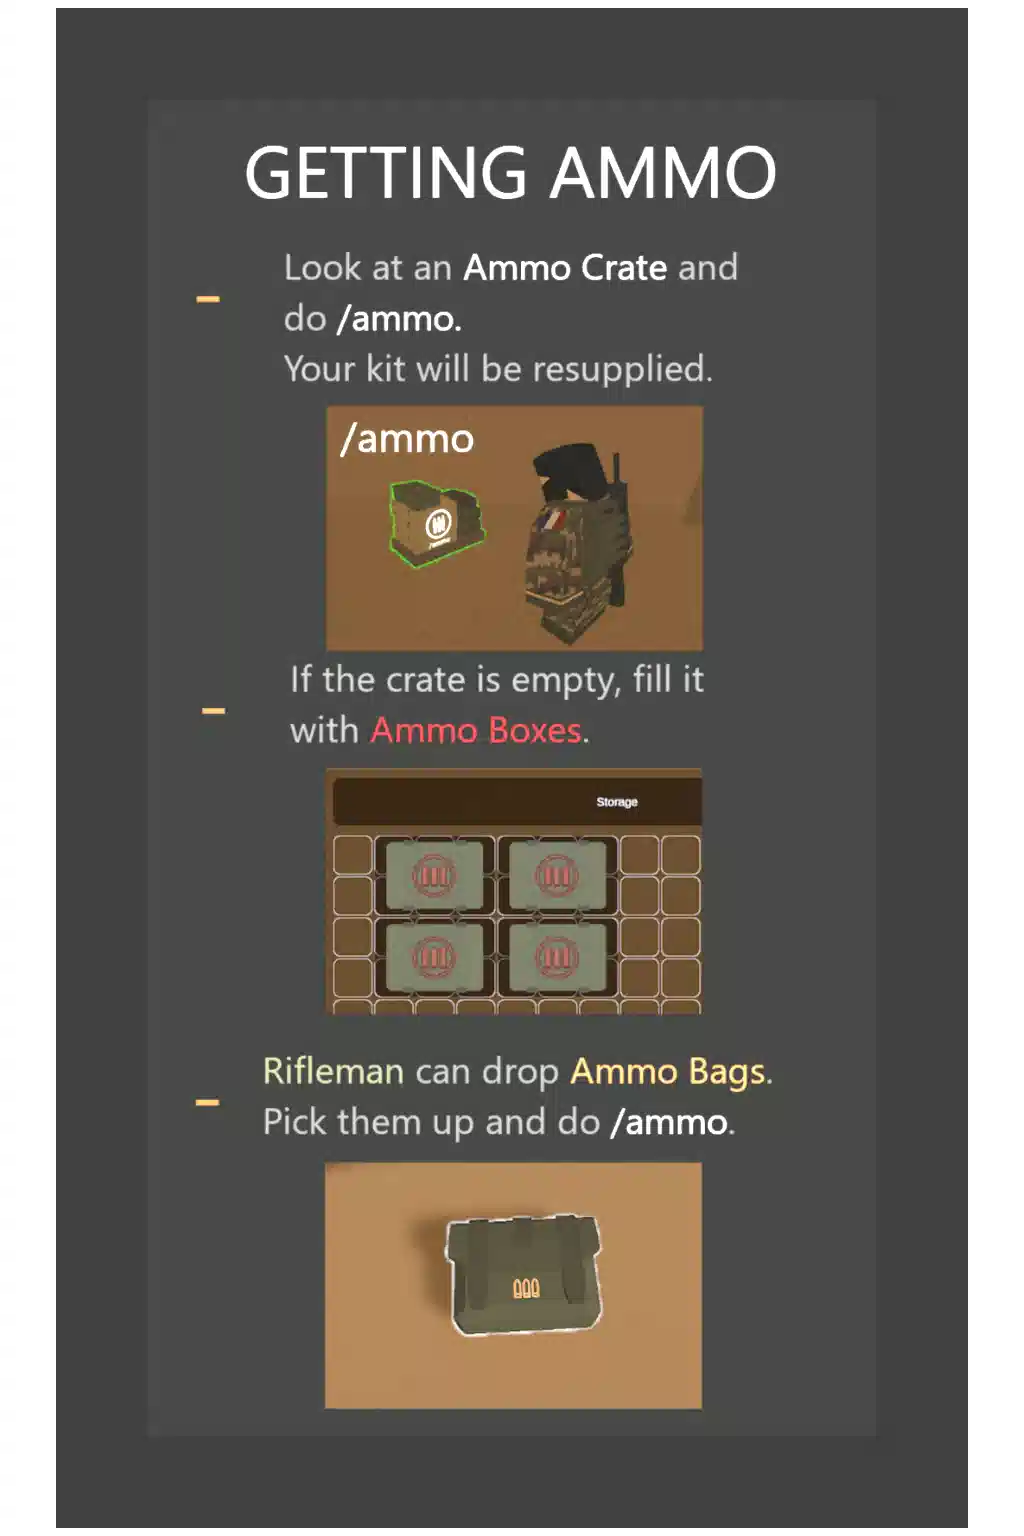 GETTING AMMO
Look at an Ammo Crate and
do /ammo.
Your kit will be resupplied.
/ammo
If the crate is empty, fill it
with Ammo Boxes.
Storage
Rifleman can drop Ammo Bags.
Pick them up and do /ammo.